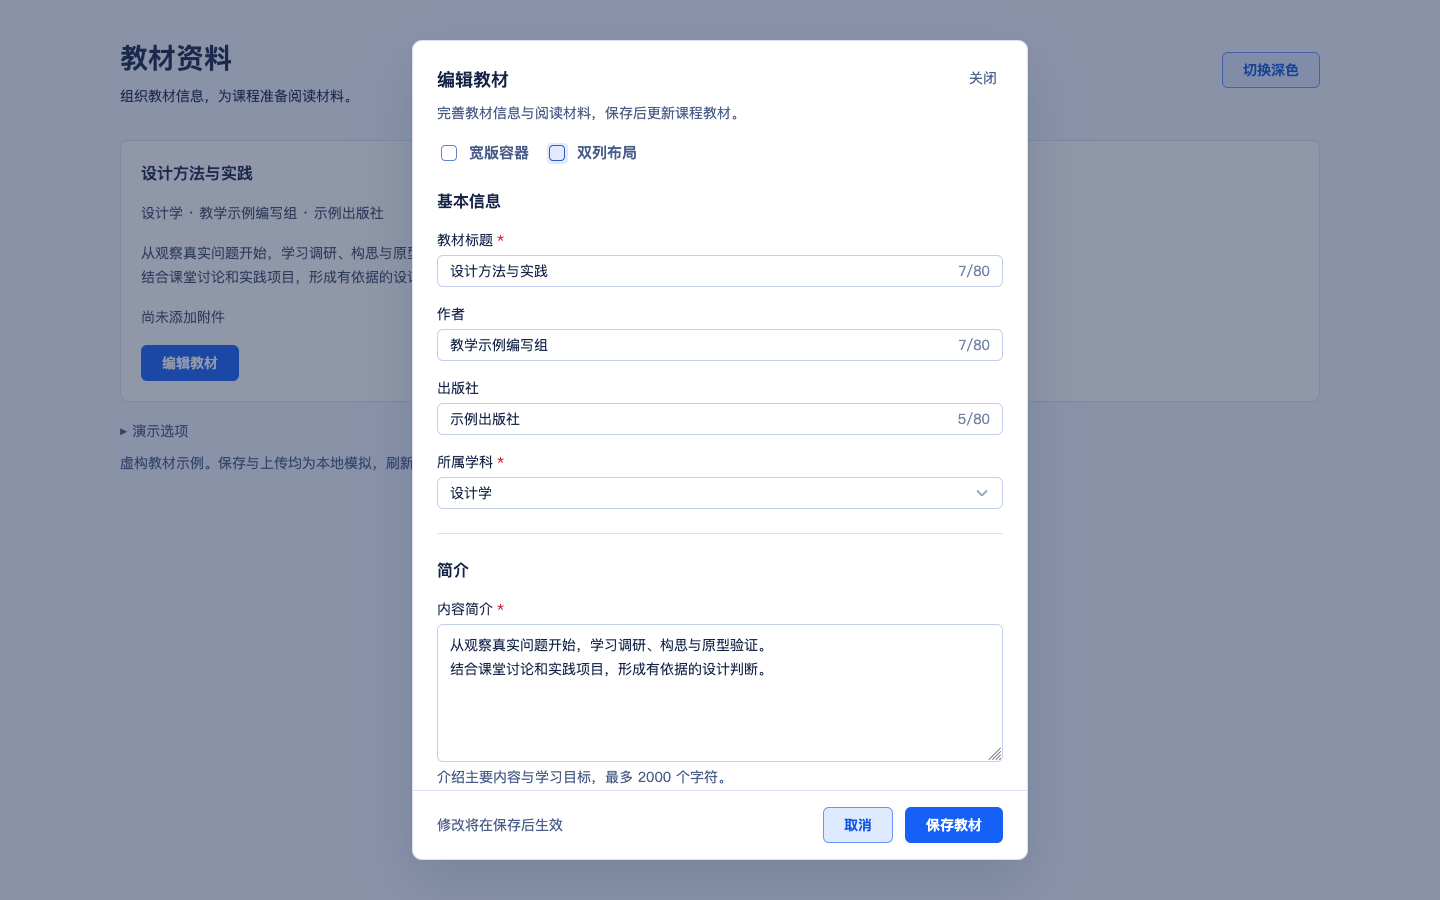 教材资料
组织教材信息，为课程准备阅读材料。
切换深色
设计方法与实践
设计学 · 教学示例编写组 · 示例出版社
从观察真实问题开始，学习调研、构思与原
结合课堂讨论和实践项目，形成有依据的设
尚未添加附件
编辑教材
▸ 演示选项
虚构教材示例。保存与上传均为本地模拟，刷新
编辑教材
关闭
完善教材信息与阅读材料，保存后更新课程教材。
宽版容器
双列布局
基本信息
教材标题 *
设计方法与实践
7/80
作者
教学示例编写组
7/80
出版社
示例出版社
5/80
所属学科 *
设计学
简介
内容简介 *
从观察真实问题开始，学习调研、构思与原型验证。
结合课堂讨论和实践项目，形成有依据的设计判断。
介绍主要内容与学习目标，最多 2000 个字符。
修改将在保存后生效
取消
保存教材